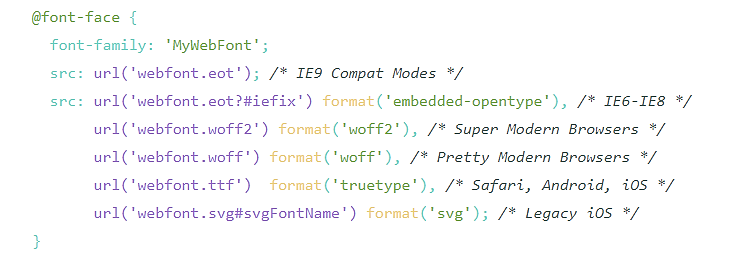 @font-face {
  font-family: 'MyWebFont';
  src: url('webfont.eot'); /* IE9 Compat Modes */
  src: url('webfont.eot?#iefix') format('embedded-opentype'), /* IE6-IE8 */
       url('webfont.woff2') format('woff2'), /* Super Modern Browsers */
       url('webfont.woff') format('woff'), /* Pretty Modern Browsers */
       url('webfont.ttf')  format('truetype'), /* Safari, Android, iOS */
       url('webfont.svg#svgFontName') format('svg'); /* Legacy iOS */
}